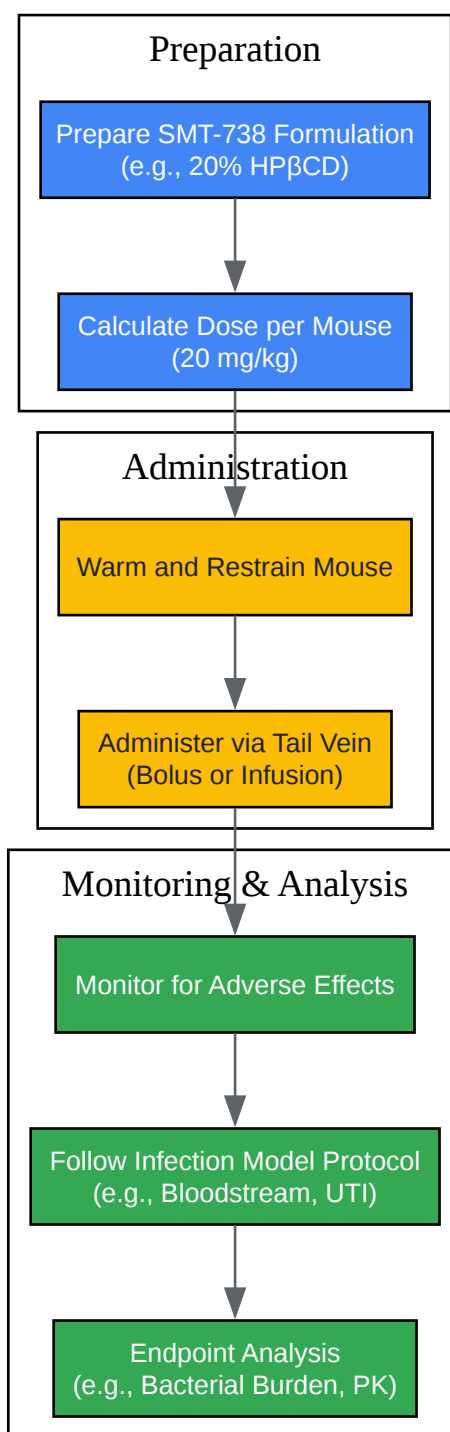 Preparation
Prepare SMT-738 Formulation
(e.g., 20% HPβCD)
Calculate Dose per Mouse
(20 mg/kg)
Administration
Warm and Restrain Mouse
Administer via Tail Vein
(Bolus or Infusion)
Monitoring & Analysis
Monitor for Adverse Effects
Follow Infection Model Protocol
(e.g., Bloodstream, UTI)
Endpoint Analysis
(e.g., Bacterial Burden, PK)